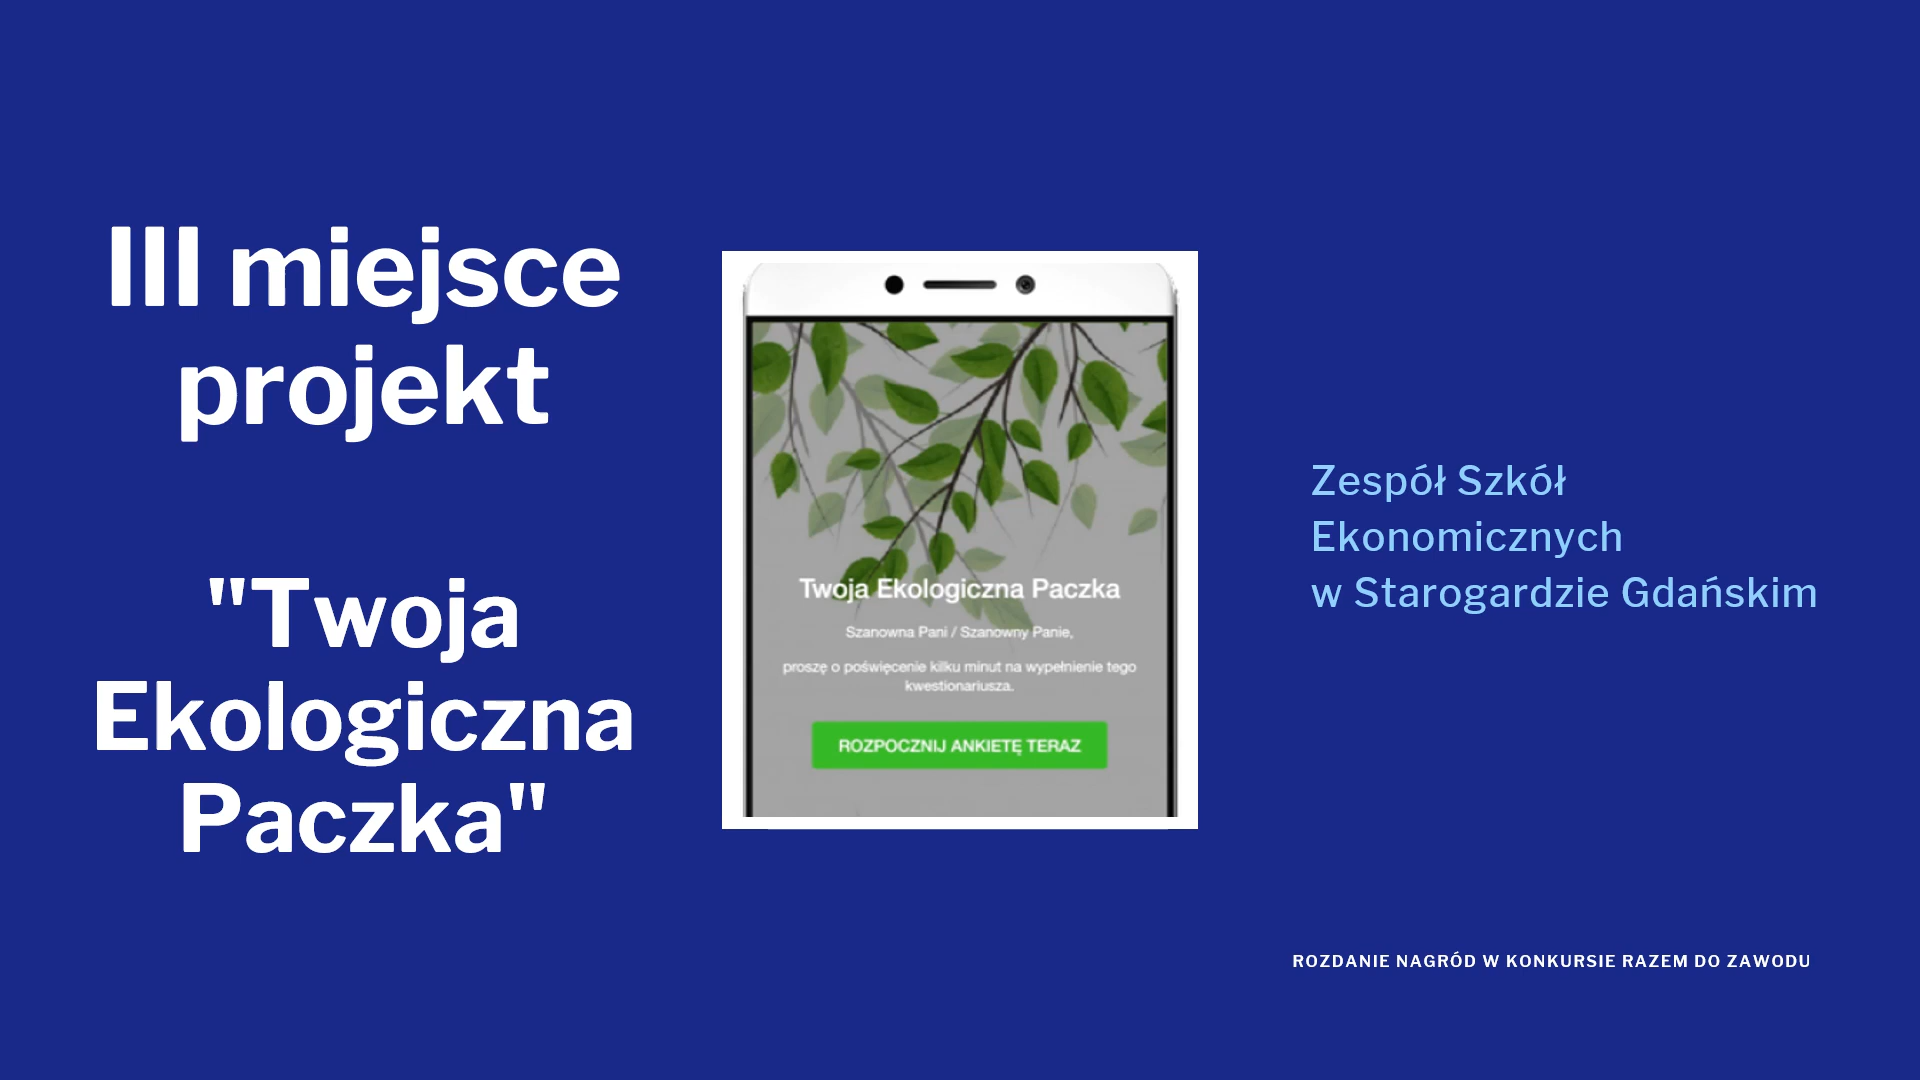 III miejsce
projekt
"Twoja
Ekologiczna
Paczka"
Twoja Ekologiczna Paczka
Szanowna Pani / Szanowny Panie,
proszę o poświęcenie kilku minut na wypełnienie tego
kwestionariusza.
ROZPOCZNIJ ANKIETĘ TERAZ
Zespół Szkół
Ekonomicznych
w Starogardzie Gdańskim
ROZDANIE NAGRÓD W KONKURSIE RAZEM DO ZAWODU